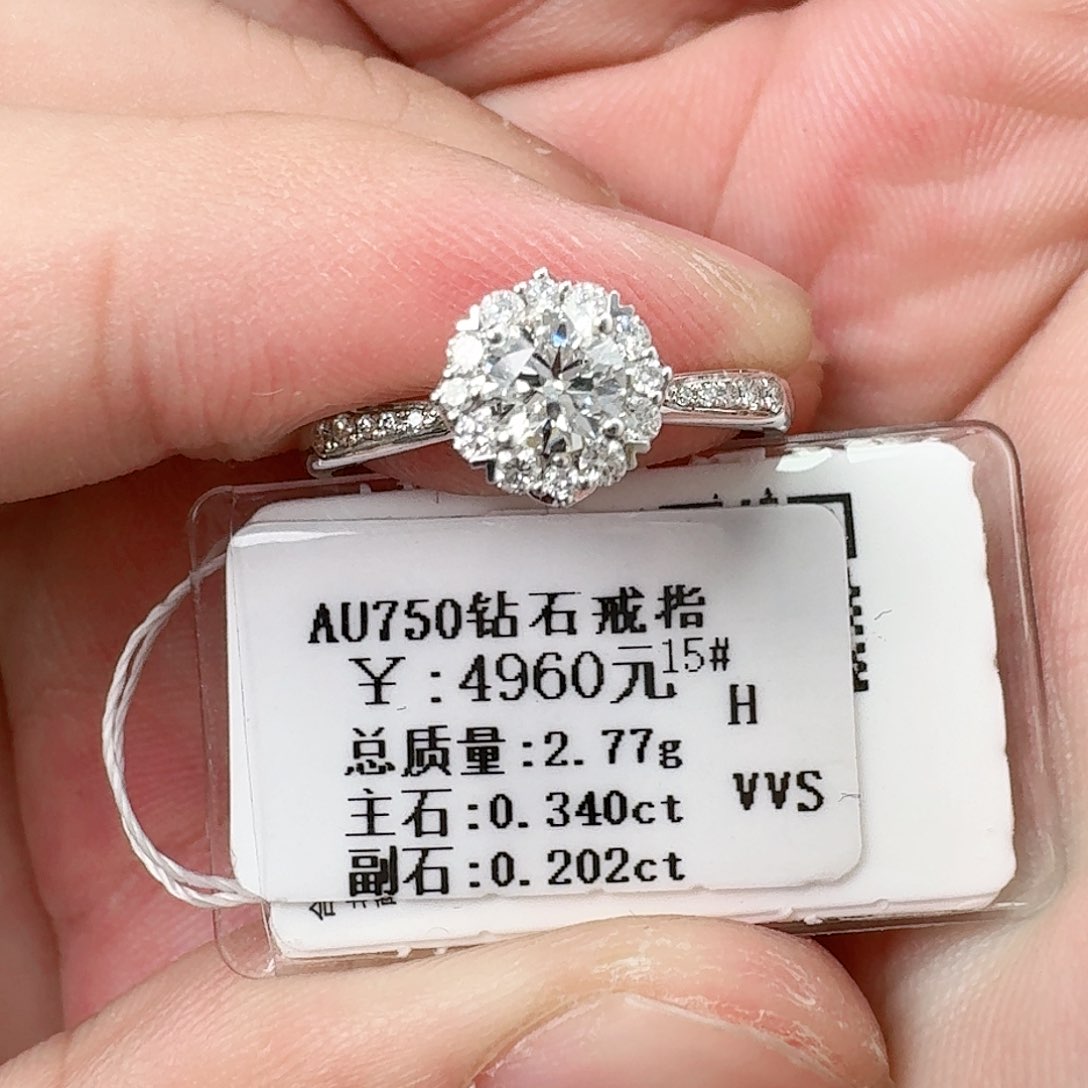 AU750钻石戒指
￥:4960元15#
H
总质量:2.77g
VVS
主石:0.340ct
副石:0.202ct